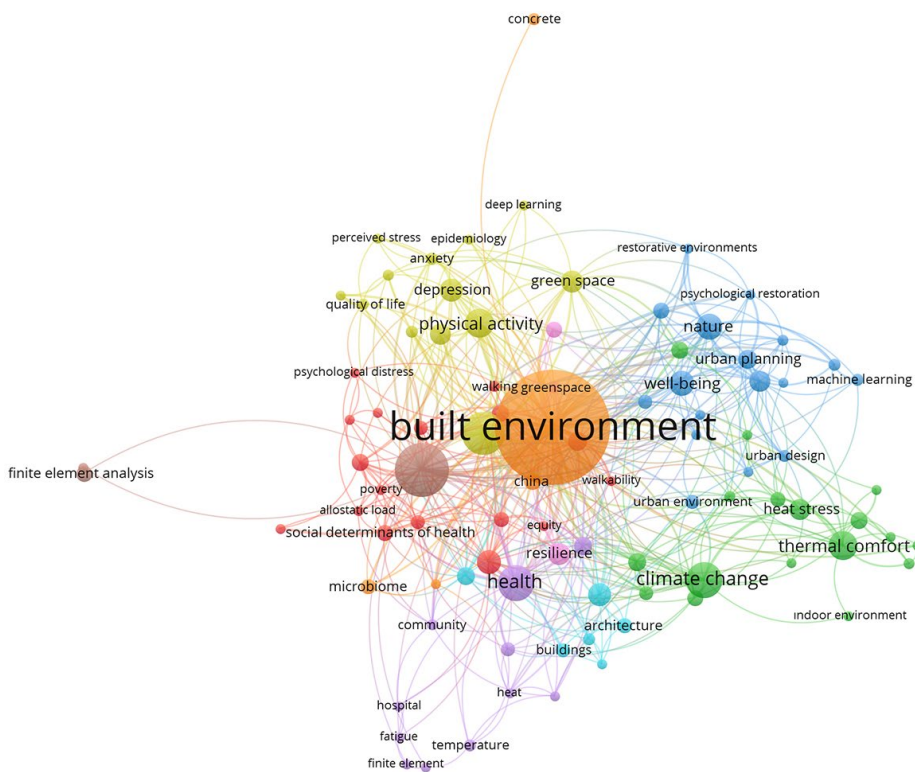 concrete
deep learning
perceived stress
epidemiology
restorative environments
anxiety
green space
depression
psychological restoration
quality of life
physical activity
nature
urban planning
psychological distress
machine learning
walking
greenspace
well-being
built environment
urban design
finite element analysis
china
walkability
poverty
urban environment
allostatic load
heat stress
equity
social determinants of health
thermal comfort
resilience
climate change
health
microbiome
indoor environment
community
architecture
buildings
heat
hospital
fatigue
temperature
finite element